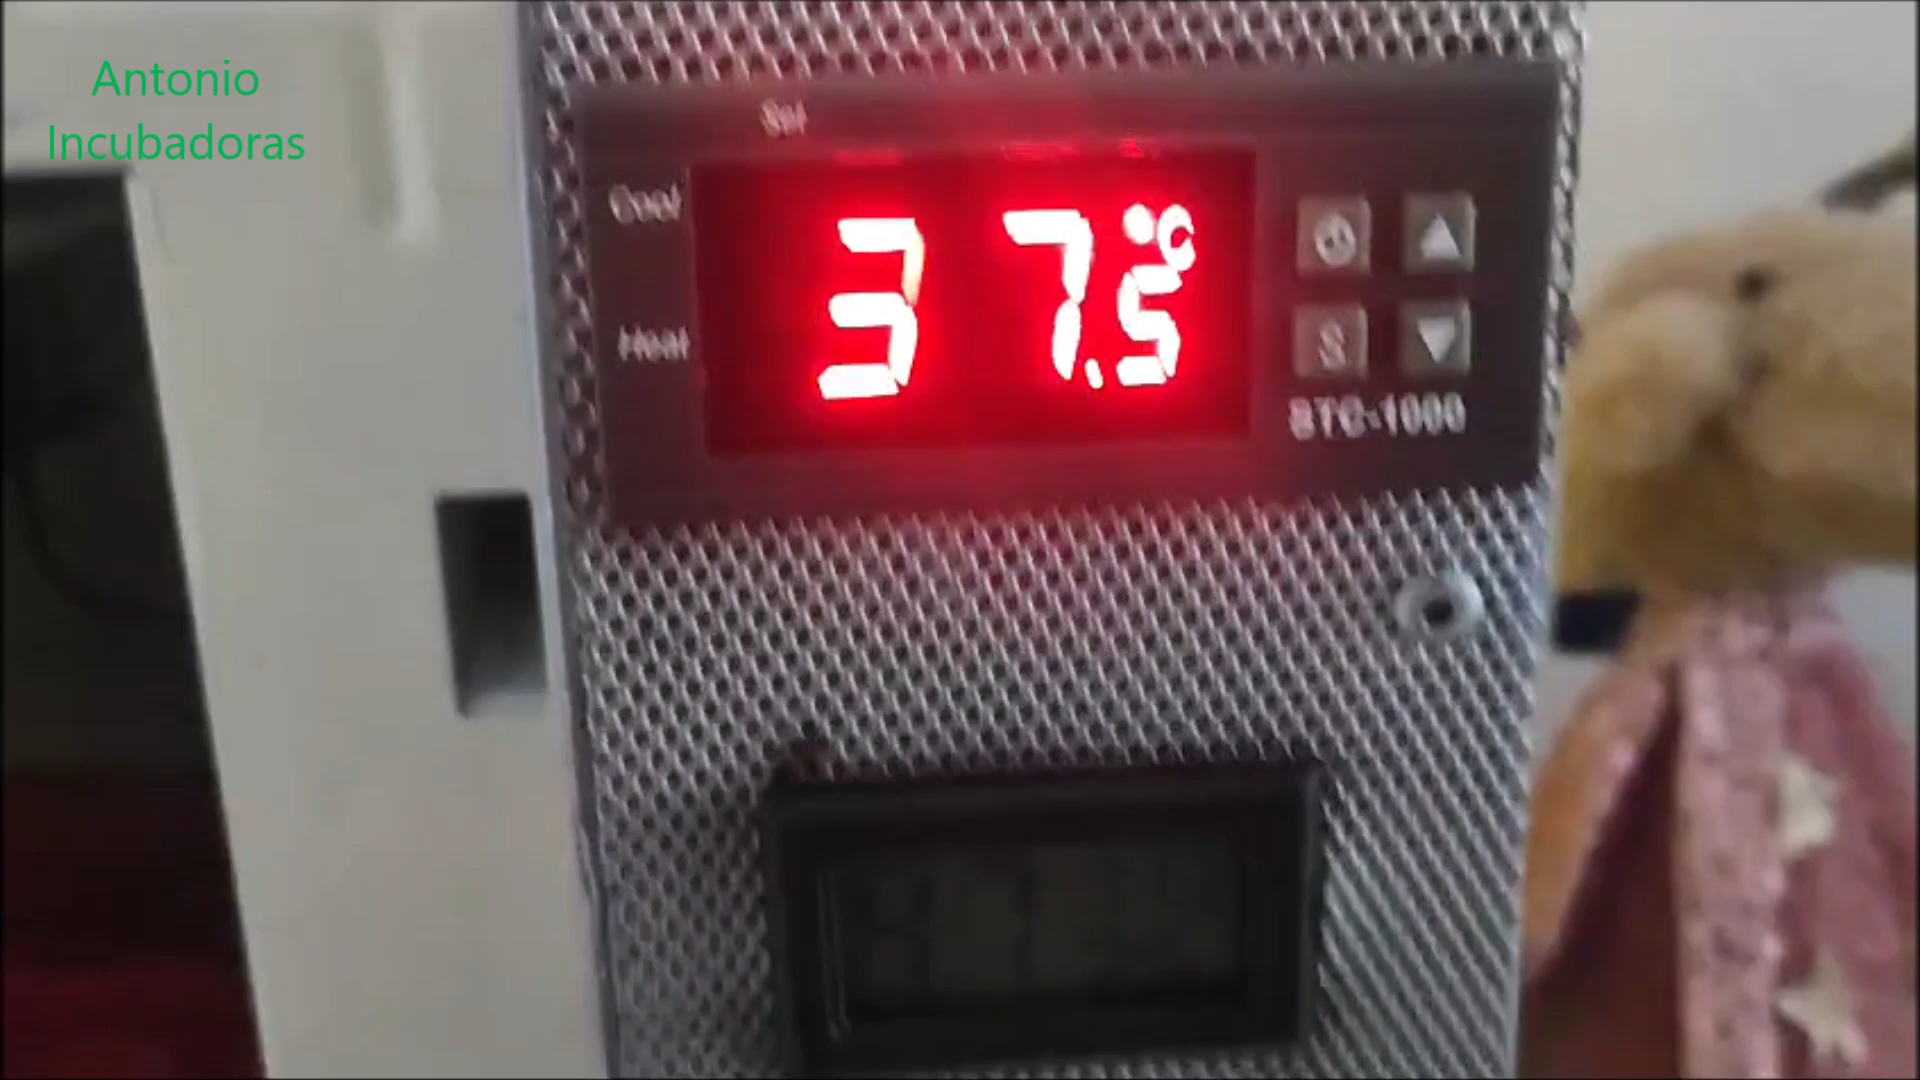 Antonio
Incubadoras
Set
Cool
37.5°C
Heat
S
STC-1000